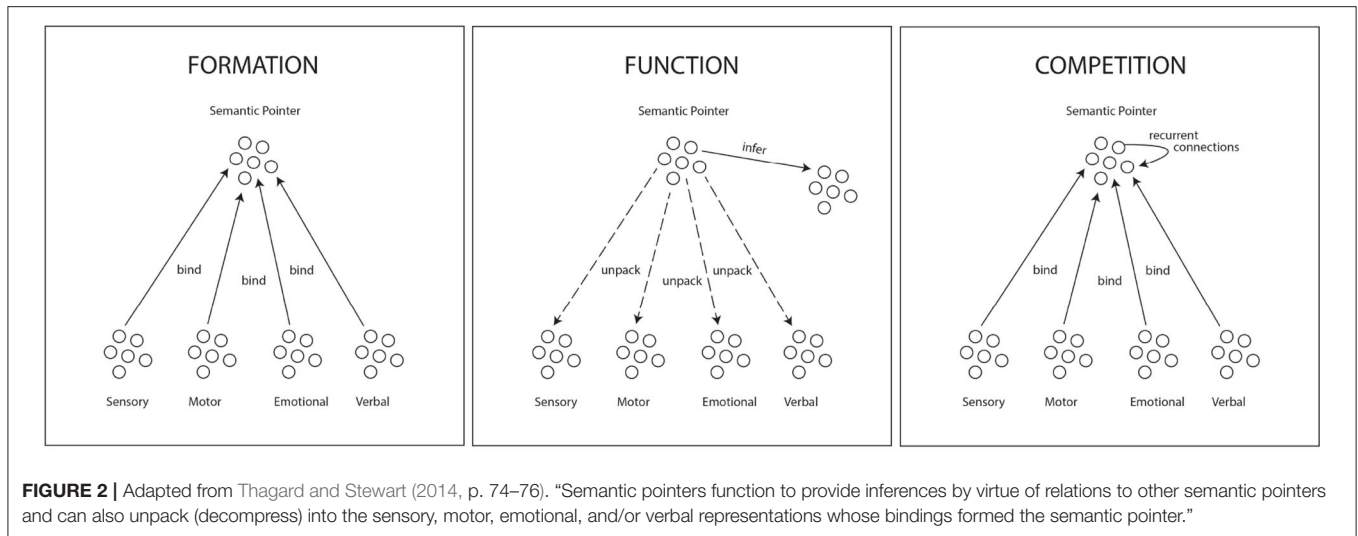 FORMATION
Semantic Pointer
bind
bind
bind
Sensory
Motor
Emotional
Verbal
FUNCTION
Semantic Pointer
infer
unpack
unpack
unpack
Sensory
Motor
Emotional
Verbal
COMPETITION
Semantic Pointer
recurrent
connections
bind
bind
bind
Sensory
Motor
Emotional
Verbal
FIGURE 2 | Adapted from Thagard and Stewart (2014, p. 74–76). “Semantic pointers function to provide inferences by virtue of relations to other semantic pointers
and can also unpack (decompress) into the sensory, motor, emotional, and/or verbal representations whose bindings formed the semantic pointer.”